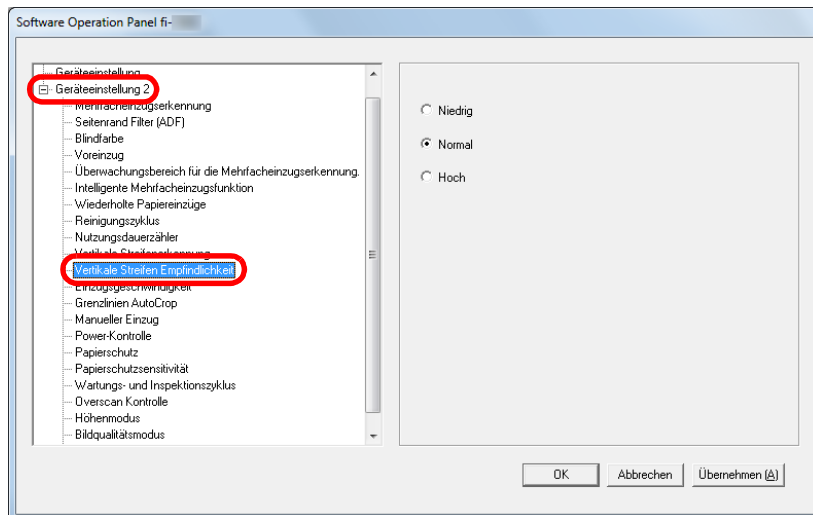 Software Operation Panel fi-
Geräteeinstellung
Geräteeinstellung 2
Mehrfacheinzugserkennung
Seitenrand Filter (ADF)
Blindfarbe
Voreinzug
Überwachungsbereich für die Mehrfacheinzugserkennung.
Intelligente Mehrfacheinzugsfunktion
Wiederholte Papiereinzüge
Reinigungszyklus
Nutzungsdauerzähler
Vertikale Streifenerkennung
Vertikale Streifen Empfindlichkeit
Einzugsgeschwindigkeit
Grenzlinien AutoCrop
Manueller Einzug
Power-Kontrolle
Papierschutz
Papierschutzsensitivität
Wartungs- und Inspektionszyklus
Overscan Kontrolle
Höhenmodus
Bildqualitätsmodus
Niedrig
Normal
Hoch
OK
Abbrechen
Übernehmen (A)